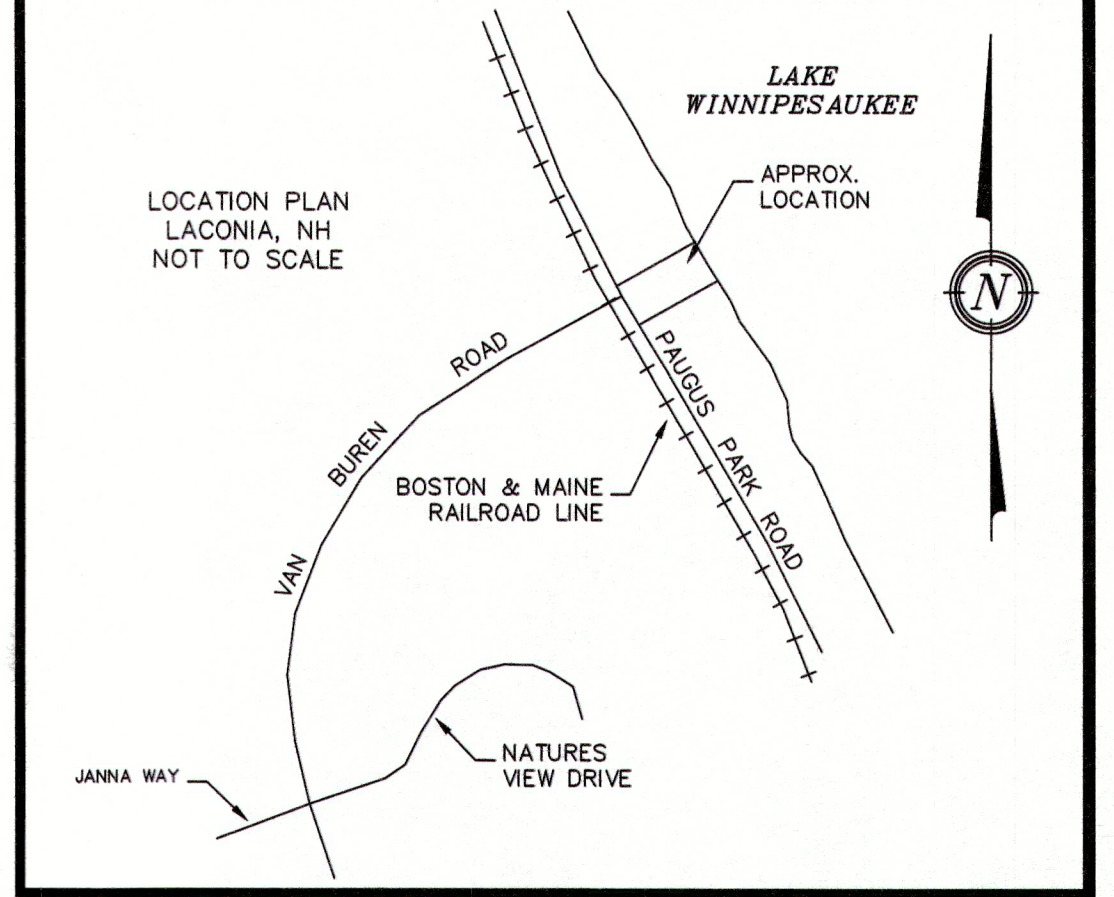 LAKE
WINNIPESAUKEE
APPROX.
LOCATION
LOCATION PLAN
LACONIA, NH
NOT TO SCALE
N
VAN BUREN ROAD
PAUGUS PARK ROAD
BOSTON & MAINE
RAILROAD LINE
NATURES
VIEW DRIVE
JANNA WAY